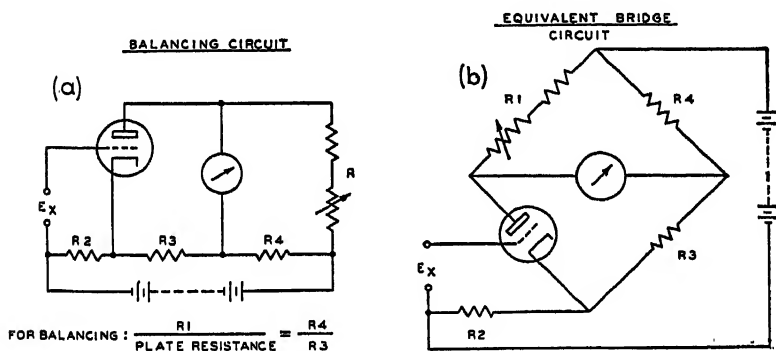 BALANCING CIRCUIT
(a)
R
EX
R2
R3
R4
FOR BALANCING: R1 / PLATE RESISTANCE = R4 / R3
EQUIVALENT BRIDGE
CIRCUIT
(b)
R1
R4
EX
R3
R2